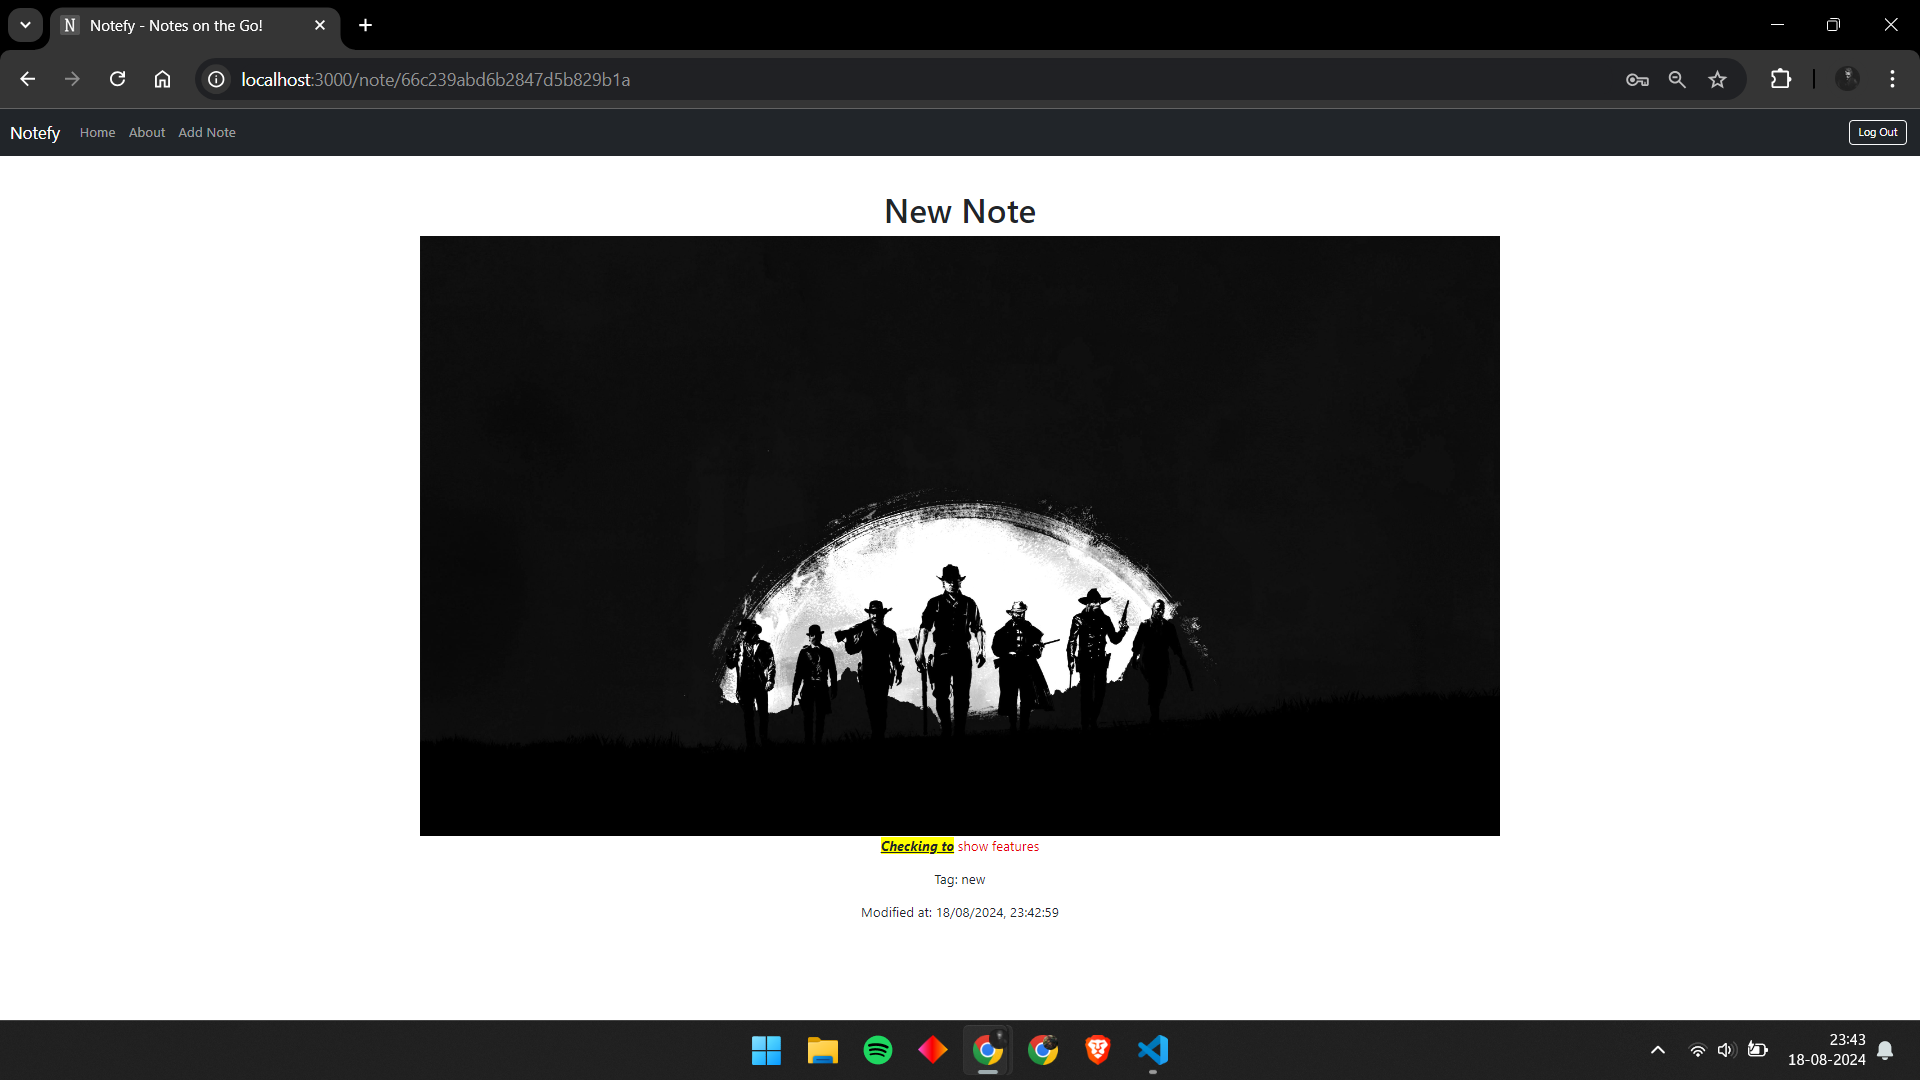 N Notefy - Notes on the Go!
localhost:3000/note/66c239abd6b2847d5b829b1a
Notefy Home About Add Note Log Out
New Note
Checking to show features
Tag: new
Modified at: 18/08/2024, 23:42:59
23:43
18-08-2024